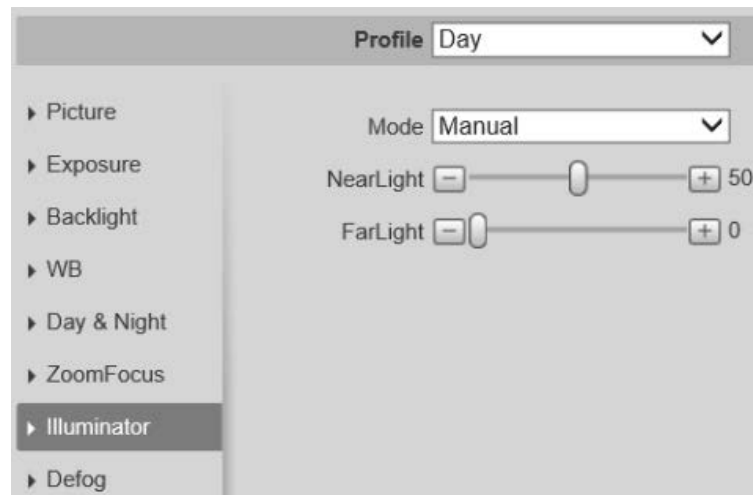 Profile Day
Picture
Mode Manual
Exposure
NearLight 50
Backlight
FarLight 0
WB
Day & Night
ZoomFocus
Illuminator
Defog